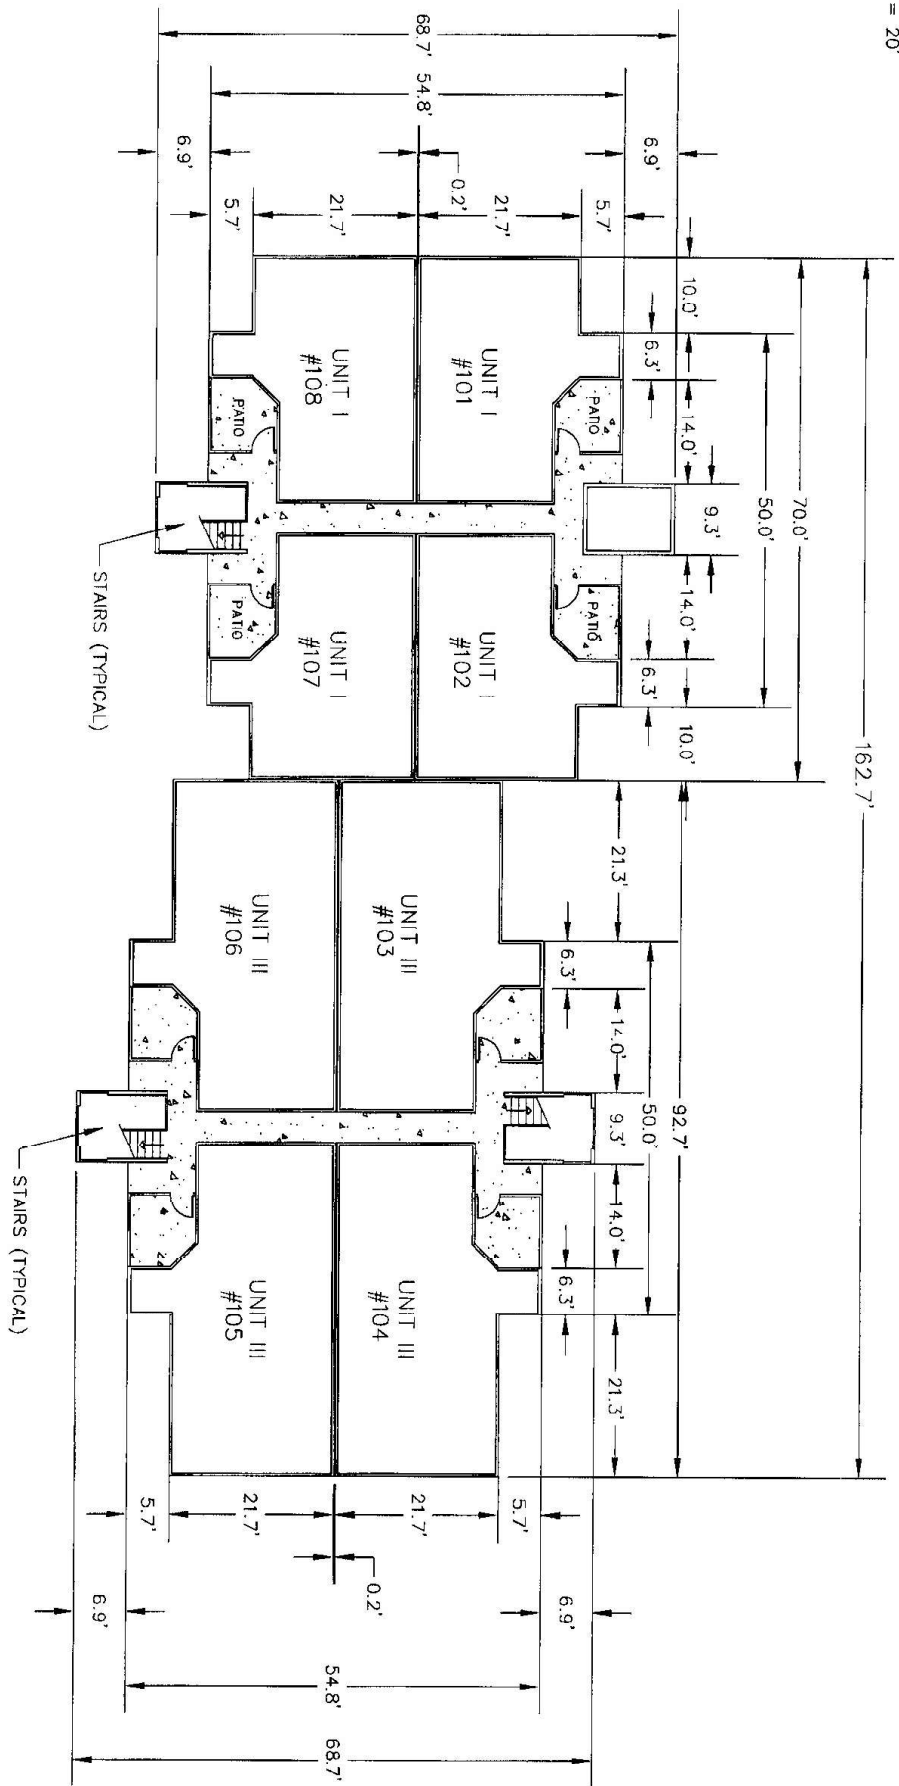 = 20'
162.7'
70.0'
50.0'
9.3'
10.0' 14.0' 14.0' 10.0'
92.7'
6.9' 6.3' 6.3' 50.0'
21.3' 14.0' 9.3' 14.0' 21.3'
5.7' PATIO PATIO
6.3' 6.3' 6.9'
21.7' 5.7'
UNIT I
#101
UNIT I
#102
0.2'
68.7' 54.8'
UNIT III
#103
UNIT III
#104
21.7'
0.2'
21.7'
UNIT I
#108
UNIT I
#107
54.8'
68.7'
UNIT III
#106
UNIT III
#105
21.7'
5.7' PATIO PATIO
6.9'
5.7'
6.9'
STAIRS (TYPICAL)
STAIRS (TYPICAL)